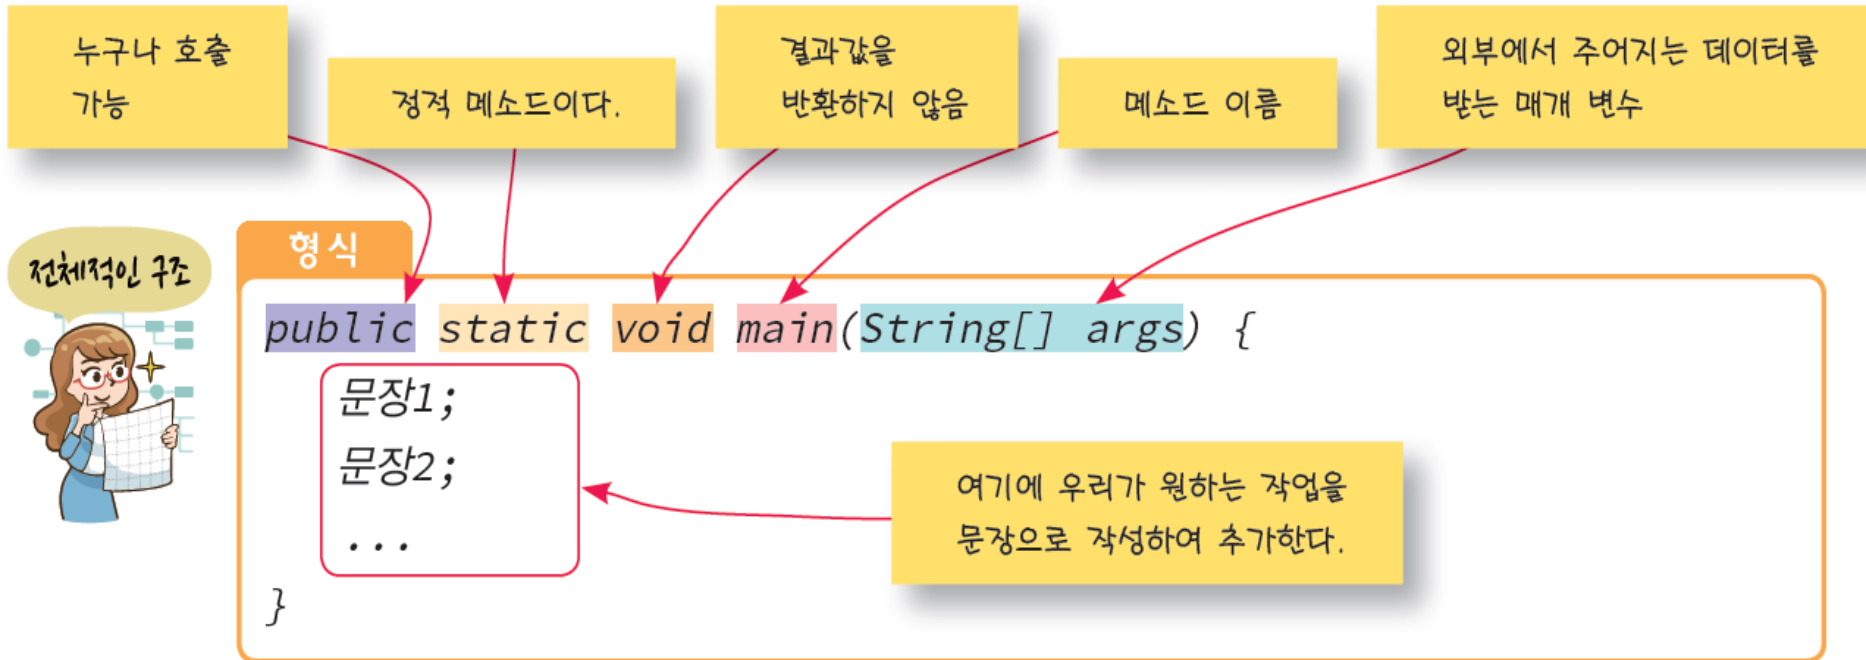 누구나 호출
가능
정적 메소드이다.
결과값을
반환하지 않음
메소드 이름
외부에서 주어지는 데이터를
받는 매개 변수
전체적인 구조
형식
public static void main(String[] args) {
문장1;
문장2;
...
여기에 우리가 원하는 작업을
문장으로 작성하여 추가한다.
}